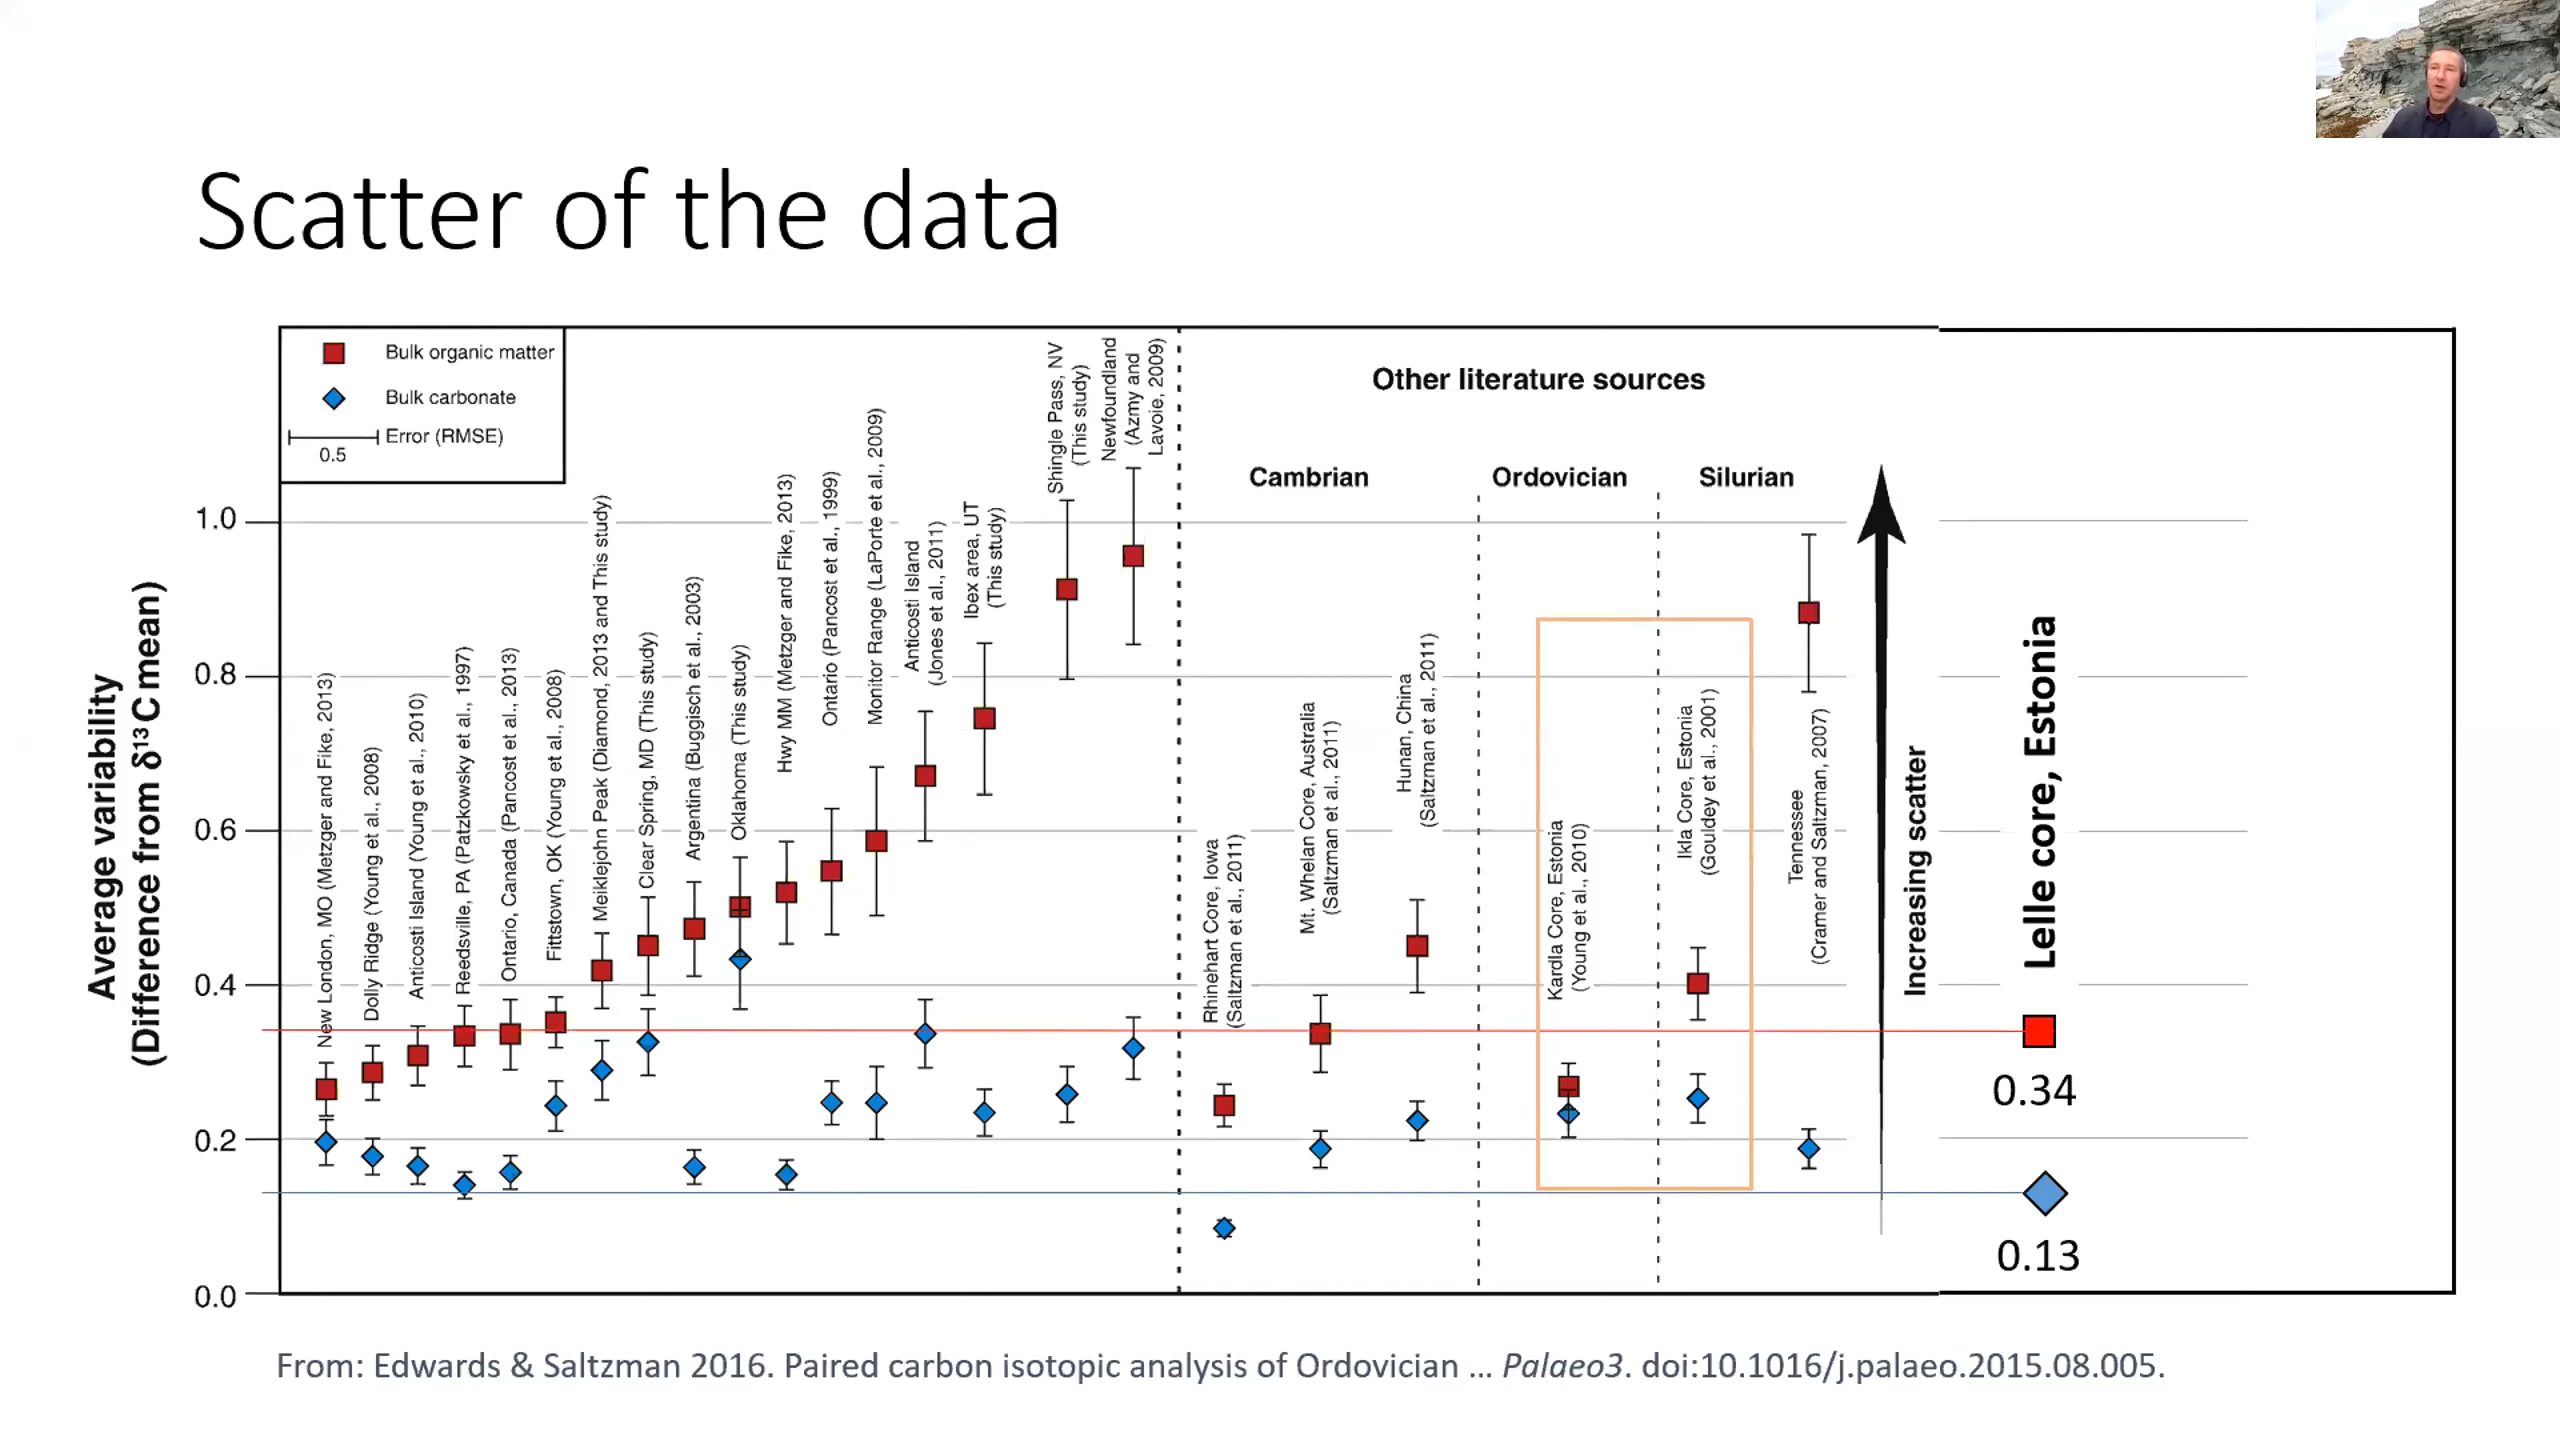 Scatter of the data
Bulk organic matter
Bulk carbonate
Error (RMSE)
0.5
Average variability
(Difference from δ¹³C mean)
1.0
0.8
0.6
0.4
0.2
0.0
New London, MO (Metzger and Fike, 2013)
Dolly Ridge (Young et al., 2008)
Anticosti Island (Young et al., 2010)
Reedsville, PA (Patzkowsky et al., 1997)
Ontario, Canada (Pancost et al., 2013)
Fittstown, OK (Young et al., 2008)
Meiklejohn Peak (Diamond, 2013 and This study)
Clear Spring, MD (This study)
Argentina (Buggisch et al., 2003)
Oklahoma (This study)
Hwy MM (Metzger and Fike, 2013)
Ontario (Pancost et al., 1999)
Monitor Range (LaPorte et al., 2009)
Anticosti Island
(Jones et al., 2011)
Ibex area, UT
(This study)
Shingle Pass, NV
(This study)
Newfoundland
(Azmy and
Lavoie, 2009)
Other literature sources
Cambrian
Ordovician
Silurian
Rhinehart Core, Iowa
(Saltzman et al., 2011)
Mt. Whelan Core, Australia
(Saltzman et al., 2011)
Hunan, China
(Saltzman et al., 2011)
Kardla Core, Estonia
(Young et al., 2010)
Ikla Core, Estonia
(Gouldey et al., 2001)
Tennessee
(Cramer and Saltzman, 2007)
Increasing scatter
Lelle core, Estonia
0.34
0.13
From: Edwards & Saltzman 2016. Paired carbon isotopic analysis of Ordovician ... Palaeo3. doi:10.1016/j.palaeo.2015.08.005.